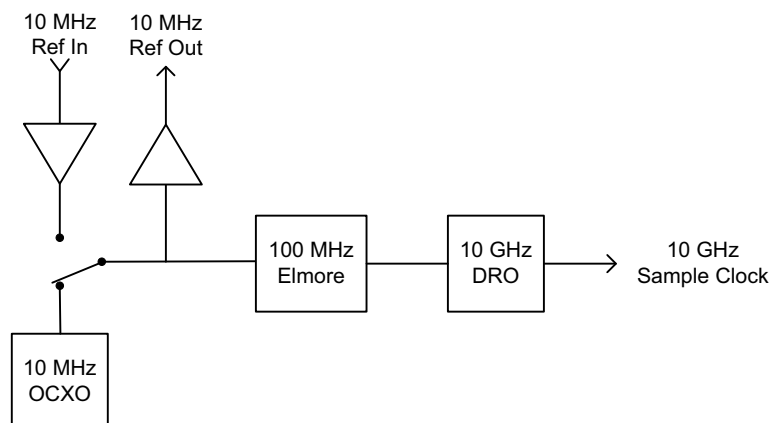 10 MHz
Ref In
10 MHz
Ref Out
100 MHz
Elmore
10 GHz
DRO
10 GHz
Sample Clock
10 MHz
OCXO